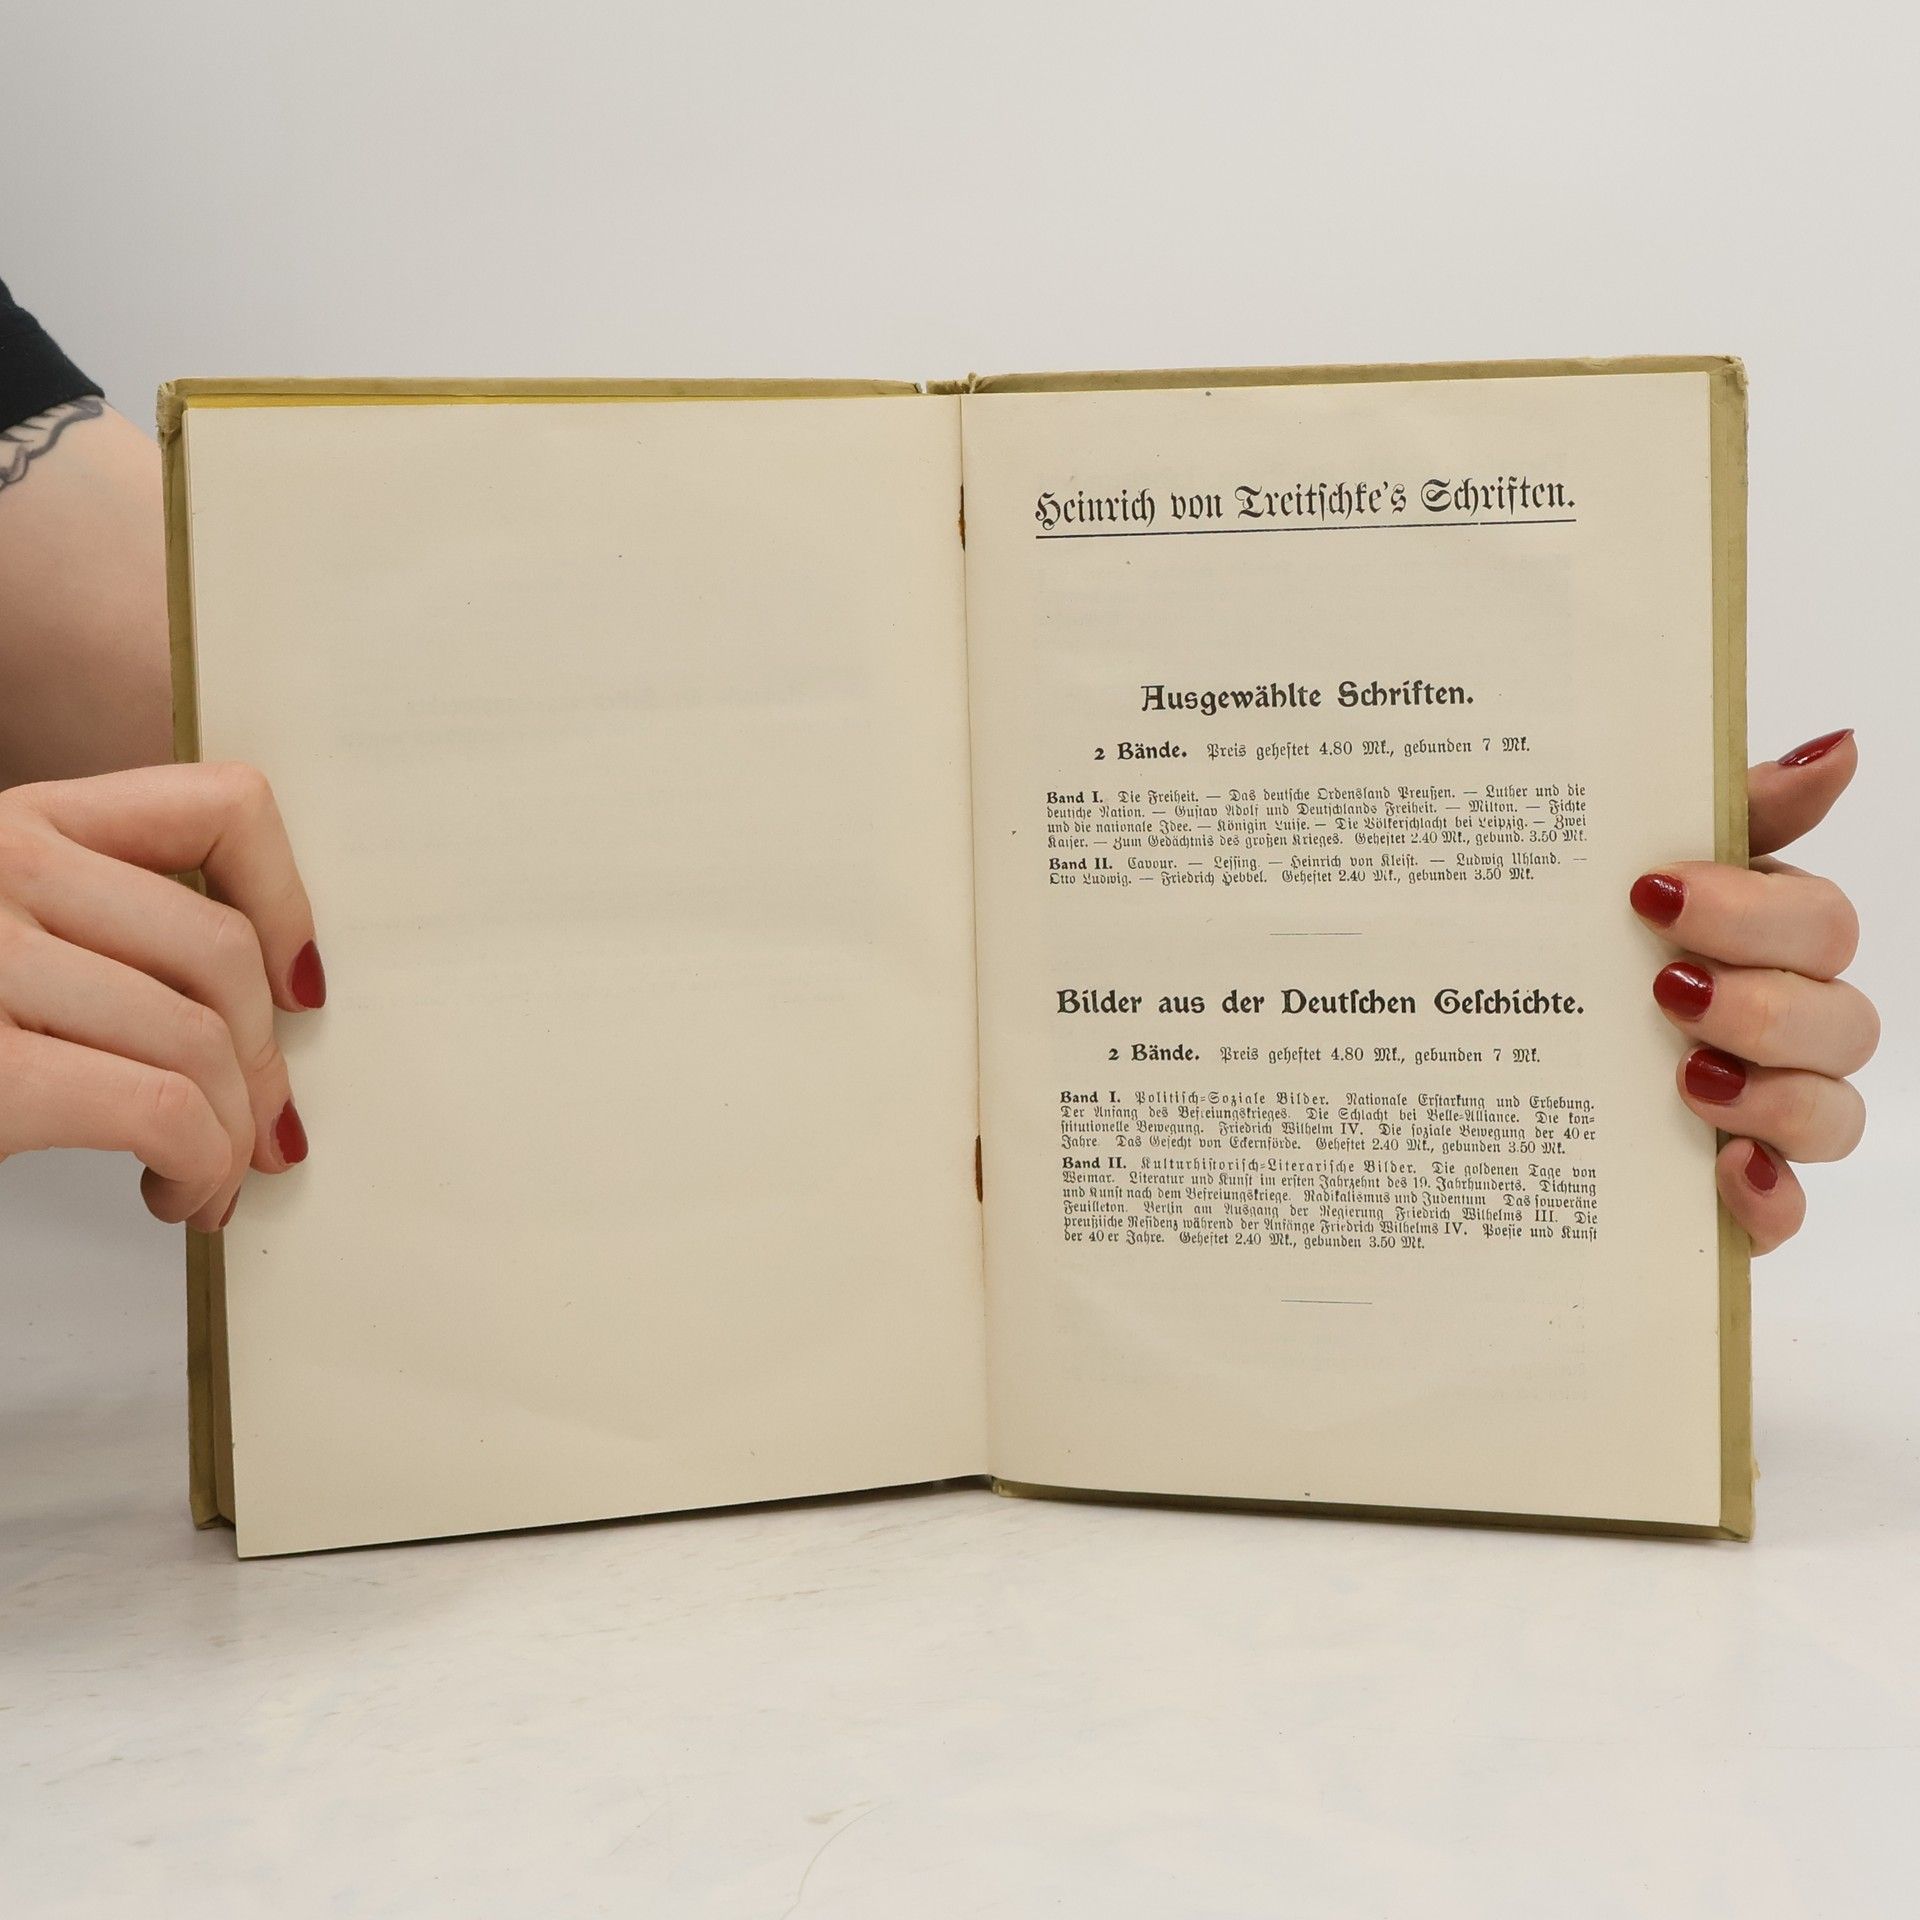 Heinrich von Treitſchke's Schriften.
Ausgewählte Schriften.
2 Bände. Preis geheftet 4.80 Mk., gebunden 7 Mk.
Band I. Die Freiheit. — Das deutſche Ordensland Preußen. — Luther und die
deutſche Nation. — Guſtav Adolf und Deutſchlands Freiheit. — Milton. — Fichte
und die nationale Idee. — Königin Luiſe. — Die Völkerſchlacht bei Leipzig. — Zwei
Kaiſer. — Zum Gedächtnis des großen Krieges. Geheftet 2.40 Mk., gebund. 3.50 Mk.
Band II. Cavour. — Leſſing. — Heinrich von Kleiſt. — Ludwig Uhland. —
Otto Ludwig. — Friedrich Hebbel. Geheftet 2.40 Mk., gebunden 3.50 Mk.
Bilder aus der Deutſchen Geſchichte.
2 Bände. Preis geheftet 4.80 Mk., gebunden 7 Mk.
Band I. Politiſch-Soziale Bilder. Nationale Erſtarkung und Erhebung.
Der Anfang des Befreiungskrieges. Die Schlacht bei Belle-Alliance. Die kon-
ſtitutionelle Bewegung. Friedrich Wilhelm IV. Die ſoziale Bewegung der 40 er
Jahre. Das Gefecht von Eckernförde. Geheftet 2.40 Mk., gebunden 3.50 Mk.
Band II. Kulturhiſtoriſch-Literariſche Bilder. Die goldenen Tage von
Weimar. Literatur und Kunſt im erſten Jahrzehnt des 19. Jahrhunderts. Dichtung
und Kunſt nach dem Befreiungskriege. Radikalismus und Judentum Das ſouveräne
Feuilleton. Berlin am Ausgang der Regierung Friedrich Wilhelms III. Die
preußiſche Reſidenz während der Anfänge Friedrich Wilhelms IV. Poeſie und Kunſt
der 40 er Jahre. Geheftet 2.40 Mk., gebunden 3.50 Mk.